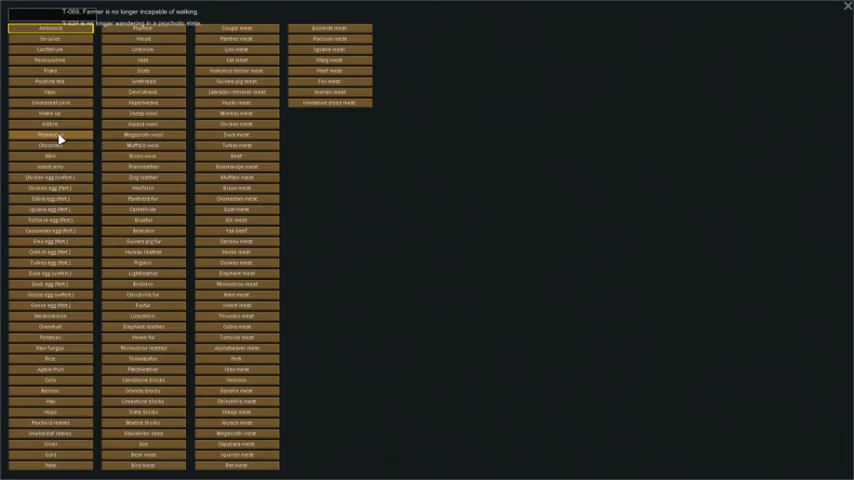 T-069, Farmer is no longer incapable of walking.
Y-024 is no longer wandering in a psychotic state.
Ambrosia
Go-juice
Luciferium
Penoxycyline
Flake
Psychite tea
Yayo
Smokeleaf joint
Wake-up
Kibble
Chocolate
Milk
Insect jelly
Chicken egg (unfert.)
Chicken egg (fert.)
Cobra egg (fert.)
Iguana egg (fert.)
Tortoise egg (fert.)
Cassowary egg (fert.)
Emu egg (fert.)
Ostrich egg (fert.)
Turkey egg (fert.)
Duck egg (unfert.)
Duck egg (fert.)
Goose egg (unfert.)
Goose egg (fert.)
Neutroamine
Chemfuel
Potatoes
Raw fungus
Rice
Agave fruit
Corn
Berries
Hay
Hops
Psychoid leaves
Smokeleaf leaves
Silver
Gold
Steel
Plasteel
Wood
Uranium
Jade
Cloth
Synthread
Devilstrand
Hyperweave
Sheep wool
Alpaca wool
Megasloth wool
Muffalo wool
Bison wool
Plainleather
Dog leather
Wolfskin
Panthera fur
Camelhide
Bluefur
Bearskin
Guinea pig fur
Human leather
Pigskin
Lightleather
Birdskin
Chinchilla fur
Foxfur
Lizardskin
Elephant leather
Heavy fur
Rhinoceros leather
Thrumbofur
Patchleather
Sandstone blocks
Granite blocks
Limestone blocks
Slate blocks
Marble blocks
Dye
Bear meat
Bird meat
Cougar meat
Panther meat
Lynx meat
Cat meat
Yorkshire terrier meat
Guinea pig meat
Labrador retriever meat
Husky meat
Monkey meat
Chicken meat
Duck meat
Turkey meat
Beef
Boomalope meat
Muffalo meat
Bison meat
Dromedary meat
Goat meat
Elk meat
Yak beef
Caribou meat
Horse meat
Donkey meat
Elephant meat
Rhinoceros meat
Hare meat
Insect meat
Thrumbo meat
Cobra meat
Tortoise meat
Alphabeaver meat
Pork
Ibex meat
Venison
Gazelle meat
Chinchilla meat
Sheep meat
Alpaca meat
Megasloth meat
Capybara meat
Squirrel meat
Rat meat
Boomrat meat
Raccoon meat
Iguana meat
Warg meat
Wolf meat
Fox meat
Human meat